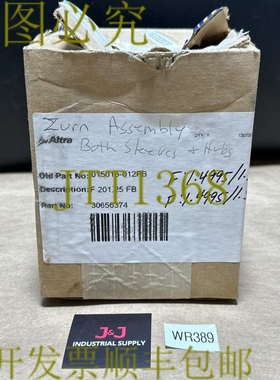 图必究
Zurn Assembly
Both Sleeves + Hubs
Altra
Old Part No: 015015-012FB
Description: F 201.25 FB
Part No: 30656374
F 1.4995/1.
F 1.4995/1.
J&J
INDUSTRIAL SUPPLY
WR389
开发票顺丰包邮